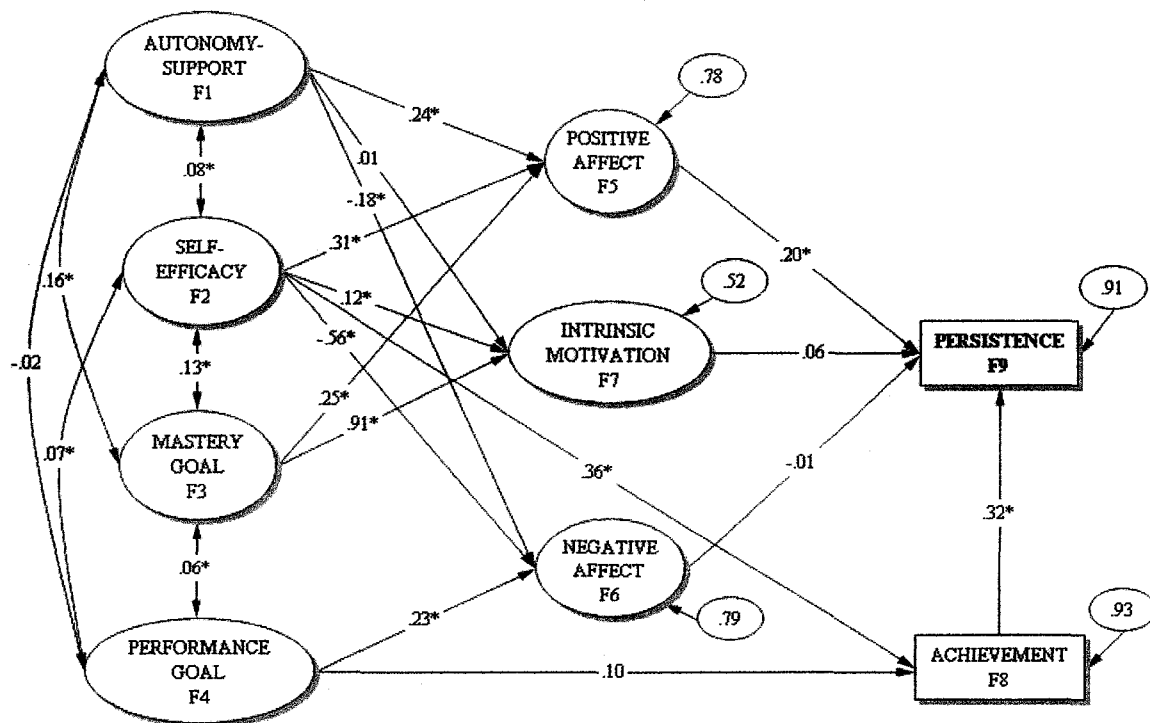 AUTONOMY-
SUPPORT
F1
.78
.24*
POSITIVE
AFFECT
F5
.01
.08*
-.18*
SELF-
EFFICACY
F2
.31*
.20*
.16*
.12*
.52
.91
-.56*
INTRINSIC
MOTIVATION
F7
.06
PERSISTENCE
F9
-.02
.13*
.25*
.91*
MASTERY
GOAL
F3
.07*
.36*
-.01
.32*
NEGATIVE
AFFECT
F6
.06*
.23*
.79
.93
PERFORMANCE
GOAL
F4
.10
ACHIEVEMENT
F8